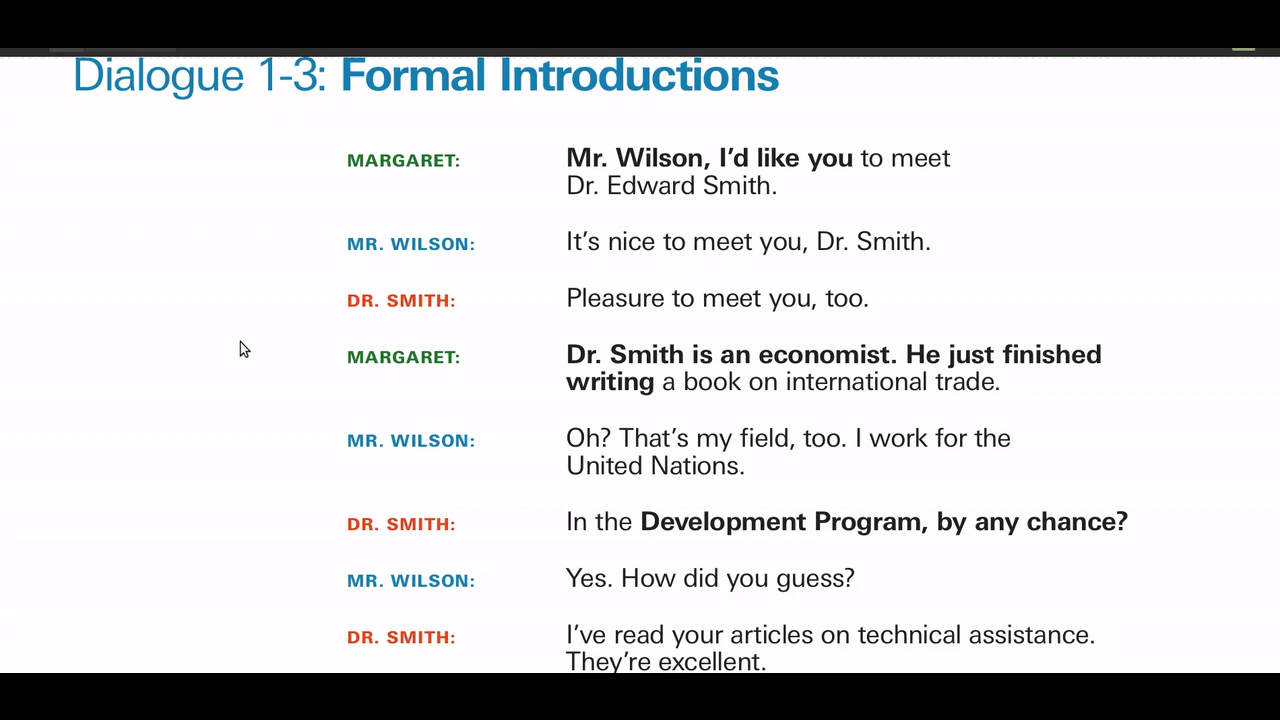 Dialogue 1-3: Formal Introductions
MARGARET: Mr. Wilson, I’d like you to meet
Dr. Edward Smith.
MR. WILSON: It’s nice to meet you, Dr. Smith.
DR. SMITH: Pleasure to meet you, too.
MARGARET: Dr. Smith is an economist. He just finished
writing a book on international trade.
MR. WILSON: Oh? That’s my field, too. I work for the
United Nations.
DR. SMITH: In the Development Program, by any chance?
MR. WILSON: Yes. How did you guess?
DR. SMITH: I’ve read your articles on technical assistance.
They’re excellent.